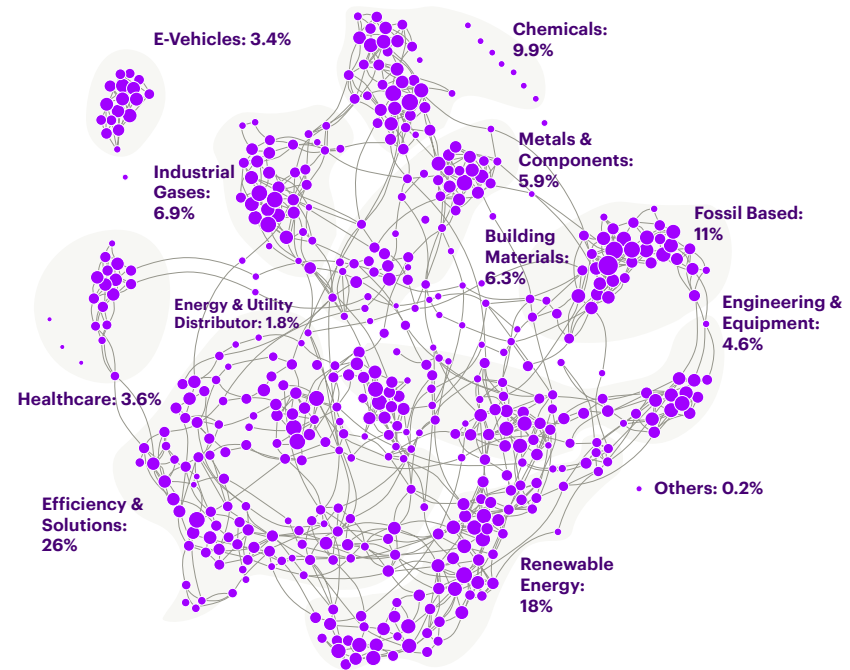 E-Vehicles: 3.4%
Chemicals:
9.9%
Metals &
Components:
5.9%
Industrial
Gases:
6.9%
Fossil Based:
11%
Building
Materials:
6.3%
Energy & Utility
Distributor: 1.8%
Engineering &
Equipment:
4.6%
Healthcare: 3.6%
Others: 0.2%
Efficiency &
Solutions:
26%
Renewable
Energy:
18%